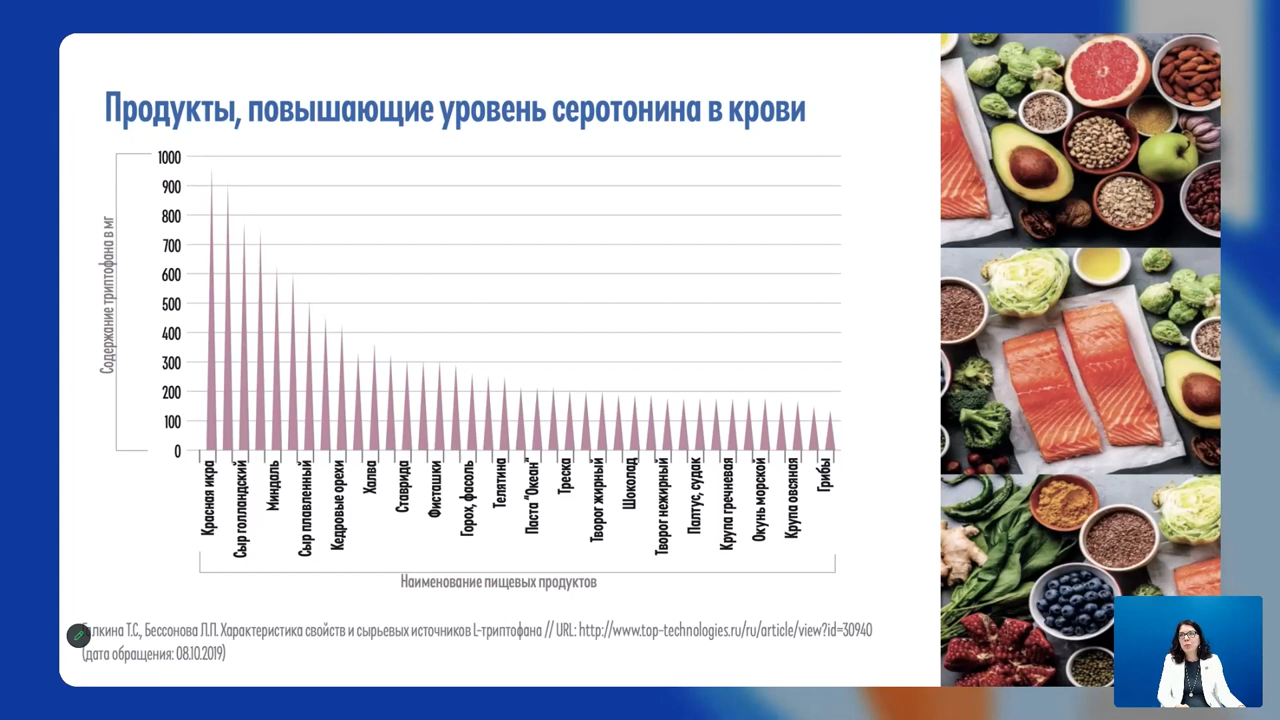 Продукты, повышающие уровень серотонина в крови
Содержание триптофана в мг
1000
900
800
700
600
500
400
300
200
100
0
Красная икра
Сыр голландский
Миндаль
Сыр плавленный
Кедровые орехи
Халва
Ставрида
Фисташки
Горох, фасоль
Телятина
Паста "Океан"
Треска
Творог жирный
Шоколад
Творог нежирный
Палтус, судак
Крупа гречневая
Окунь морской
Крупа овсяная
Грибы
Наименование пищевых продуктов
Т.С., Бессонова Л.П. Характеристика свойств и сырьевых источников L-триптофана // URL: http://www.top-technologies.ru/ru/article/view?id=30940
(дата обращения: 08.10.2019)